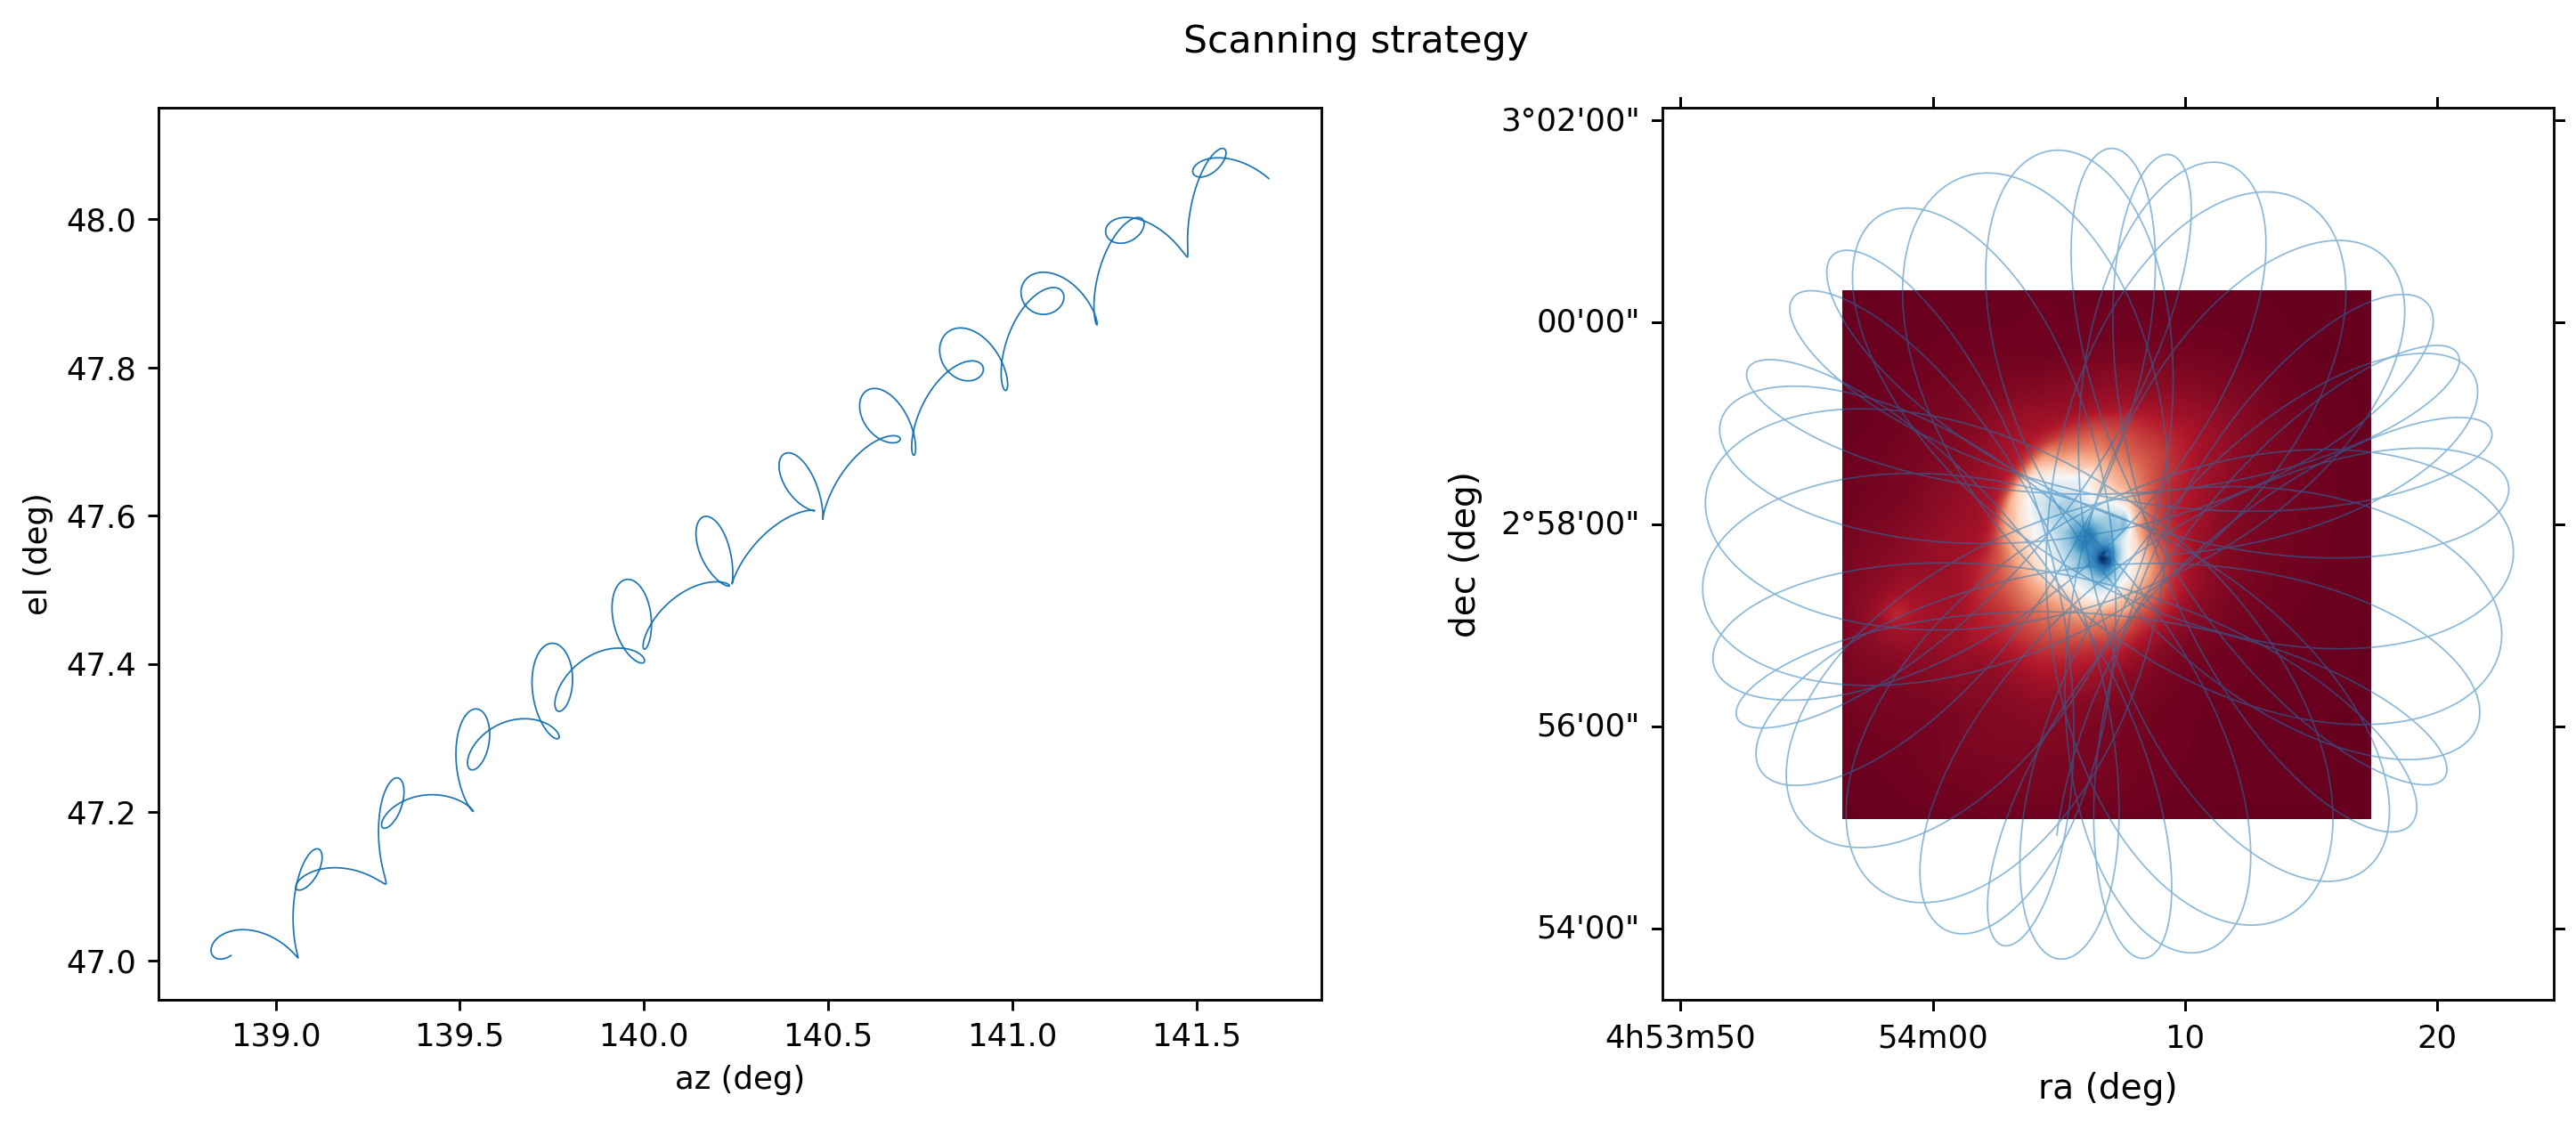 Scanning strategy
48.0
47.8
47.6
47.4
47.2
47.0
el (deg)
139.0 139.5 140.0 140.5 141.0 141.5
az (deg)
3°02'00"
00'00"
2°58'00"
56'00"
54'00"
dec (deg)
4h53m50 54m00 10 20
ra (deg)